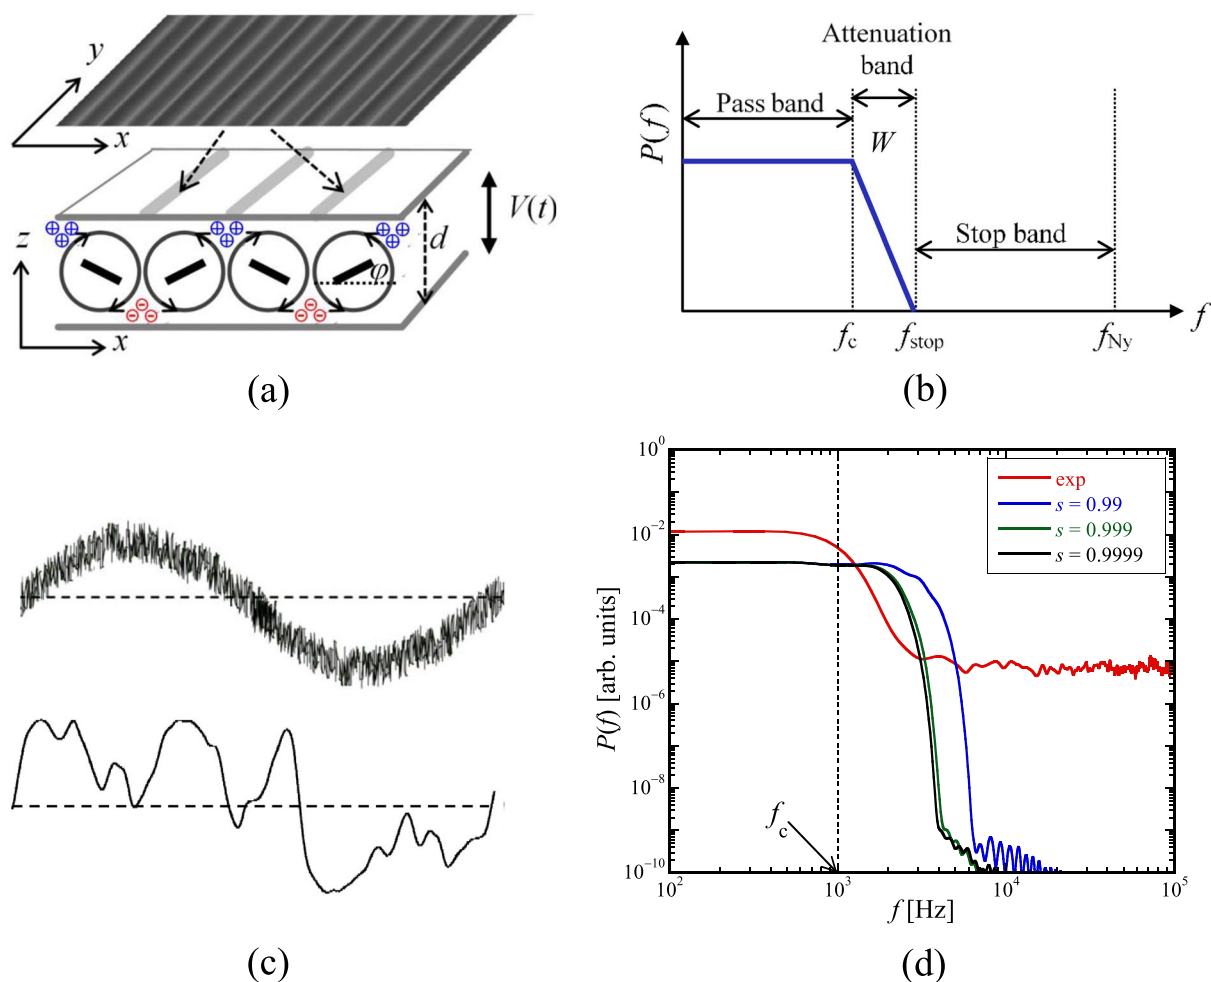 y
x
V(t)
z
d
φ
x
(a)
Attenuation
band
Pass band
W
P(f)
Stop band
f
fc
fstop
fNy
(b)
(c)
10^0
10^-2
10^-4
10^-6
10^-8
10^-10
P(f) [arb. units]
exp
s = 0.99
s = 0.999
s = 0.9999
fc
10^2
10^3
10^4
10^5
f [Hz]
(d)